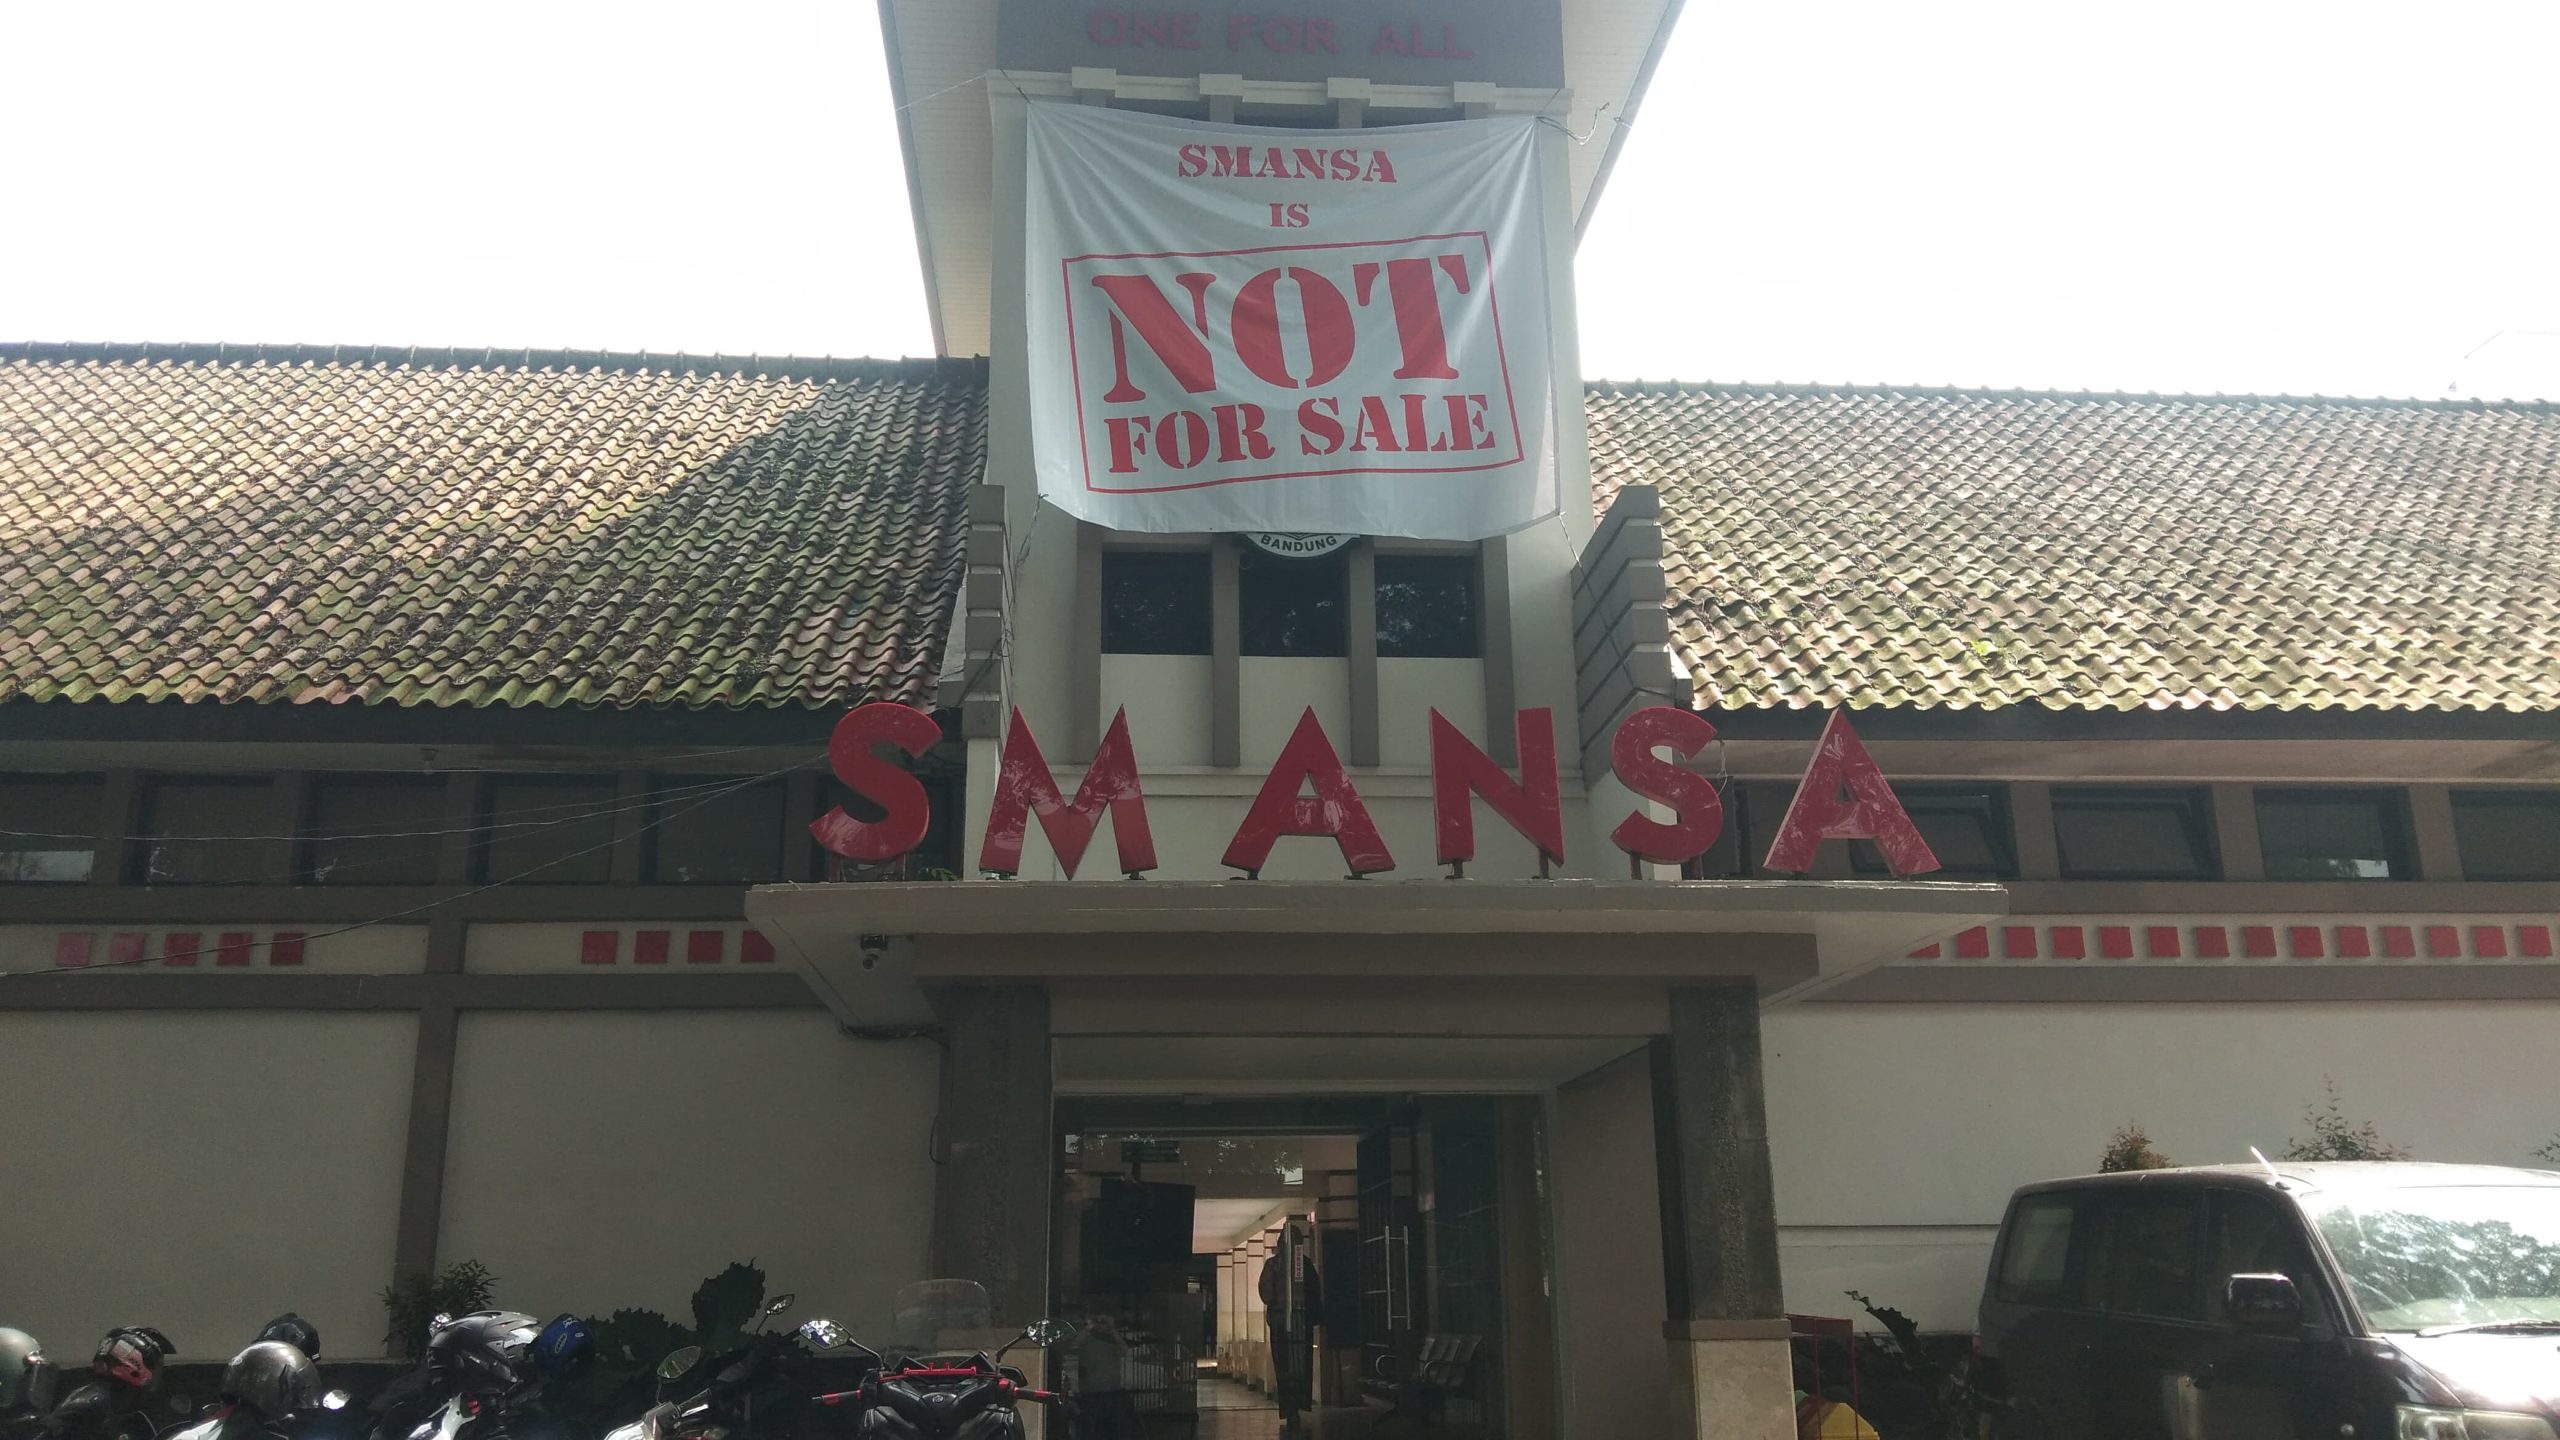 ONE FOR ALL
SMANSA
IS
NOT
FOR SALE
BANDUNG
SMANSA